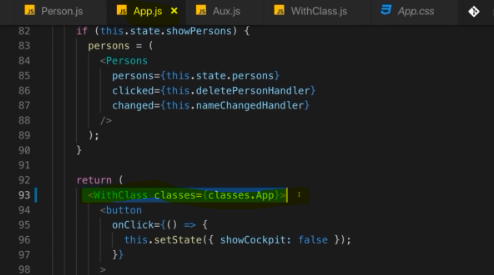 Person.js App.js × Aux.js WithClass.js App.css
82 if (this.state.showPersons) {
83 persons = (
84 <Persons
85 persons={this.state.persons}
86 clicked={this.deletePersonHandler}
87 changed={this.nameChangedHandler}
88 />
89 );
90 }
91
92 return (
93 <WithClass classes={classes.App}>
94 <button
95 onClick={() => {
96 this.setState({ showCockpit: false });
97 }}
98 >